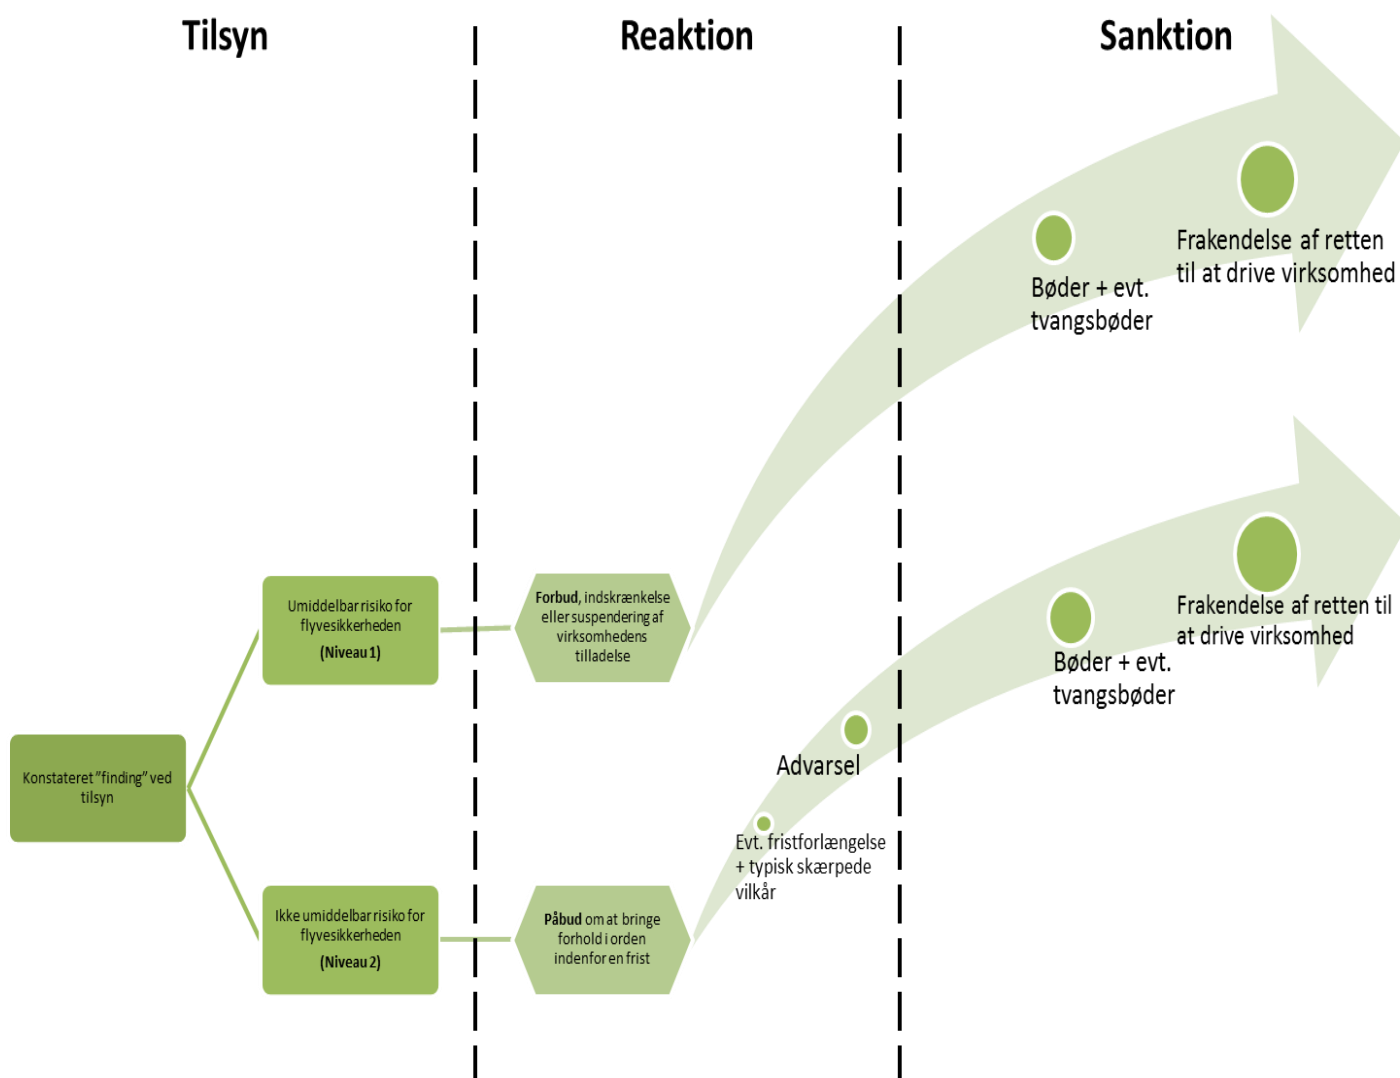 Tilsyn
Reaktion
Sanktion
Frakendelse af retten
til at drive virksomhed
Bøder + evt.
tvangsbøder
Umiddelbar risiko for
flyvesikkerheden
(Niveau 1)
Forbud, indskrænkelse
eller suspendering af
virksomhedens
tilladelse
Frakendelse af retten til
at drive virksomhed
Bøder + evt.
tvangsbøder
Konstateret "finding" ved
tilsyn
Advarsel
Evt. fristforlængelse
+ typisk skærpede
vilkår
Ikke umiddelbar risiko for
flyvesikkerheden
(Niveau 2)
Påbud om at bringe
forhold i orden
indenfor en frist